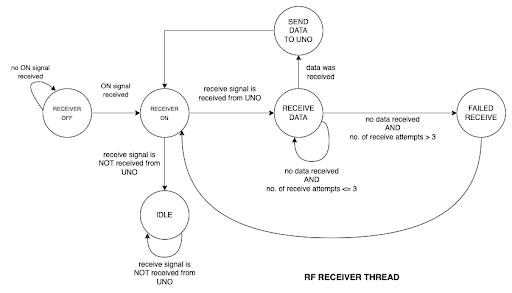 SEND
DATA
TO UNO
no ON signal
received
RECEIVER
OFF
ON signal
received
RECEIVER
ON
receive signal is
received from UNO
data was
received
RECEIVE
DATA
no data received
AND
no. of receive attempts > 3
FAILED
RECEIVE
no data received
AND
no. of receive attempts <= 3
receive signal is
NOT received from
UNO
IDLE
receive signal is
NOT received from
UNO
RF RECEIVER THREAD